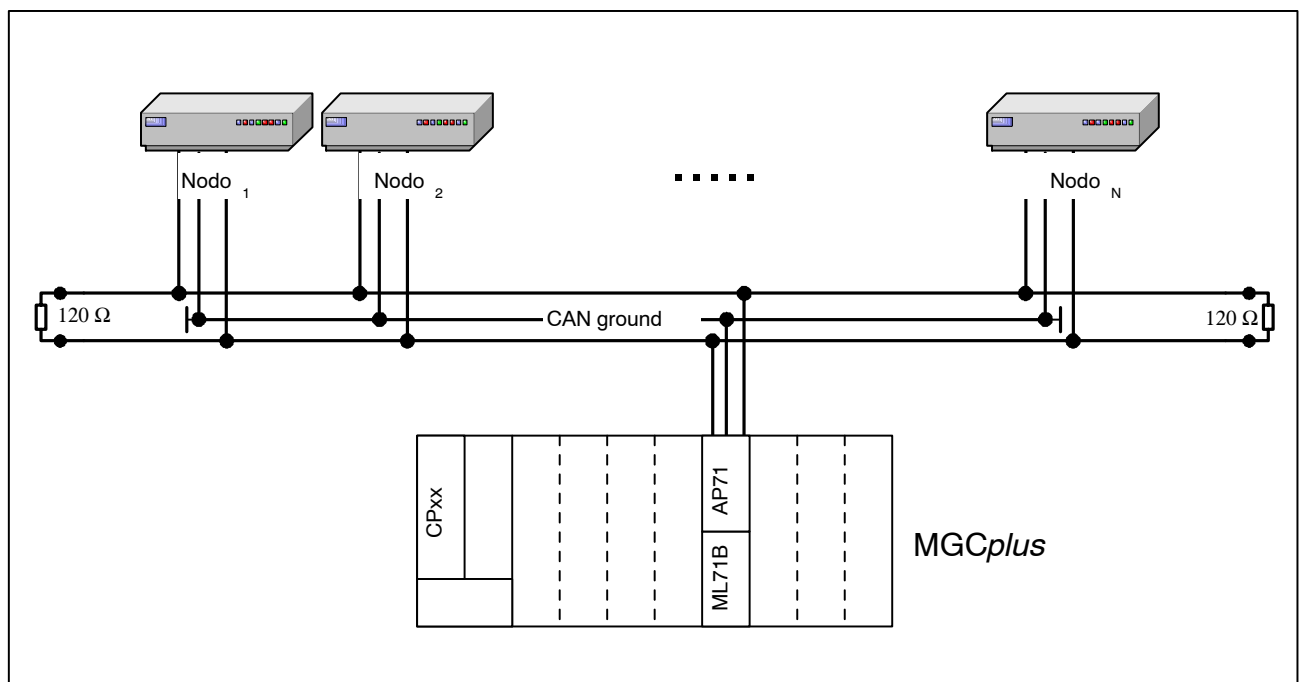 Nodo 1
Nodo 2
.....
Nodo N
120 Ω
CAN ground
120 Ω
CPxx
AP71
ML71B
MGCplus